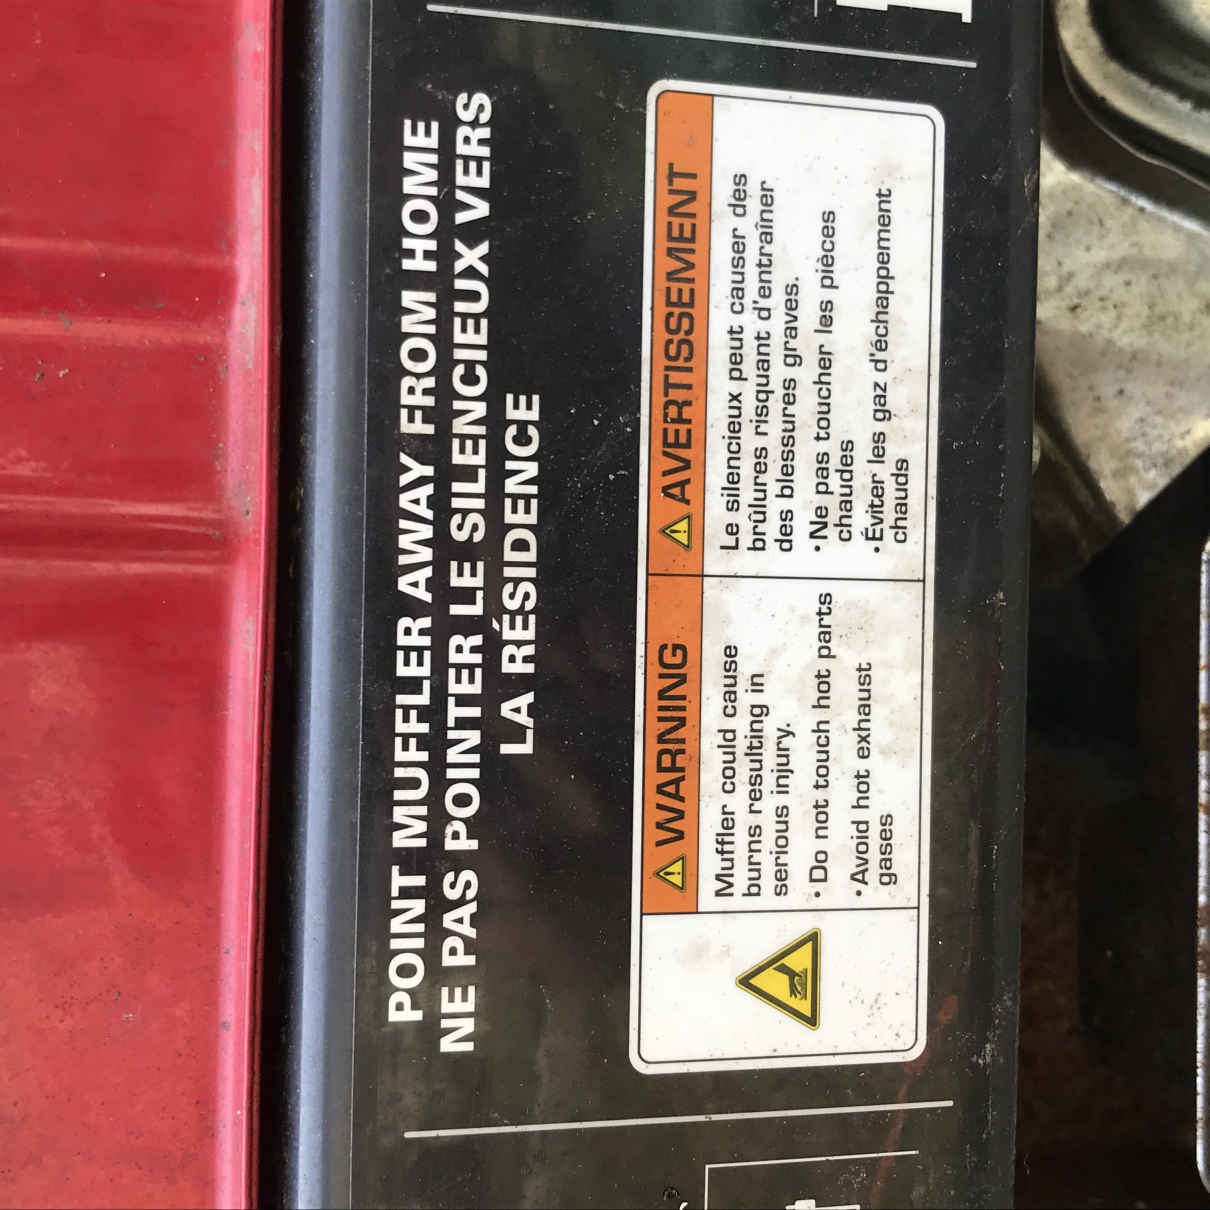 POINT MUFFLER AWAY FROM HOME
NE PAS POINTER LE SILENCIEUX VERS
LA RÉSIDENCE
WARNING
Muffler could cause
burns resulting in
serious injury.
• Do not touch hot parts
• Avoid hot exhaust
gases
AVERTISSEMENT
Le silencieux peut causer des
brûlures risquant d'entraîner
des blessures graves.
• Ne pas toucher les pièces
chaudes
• Éviter les gaz d'échappement
chauds